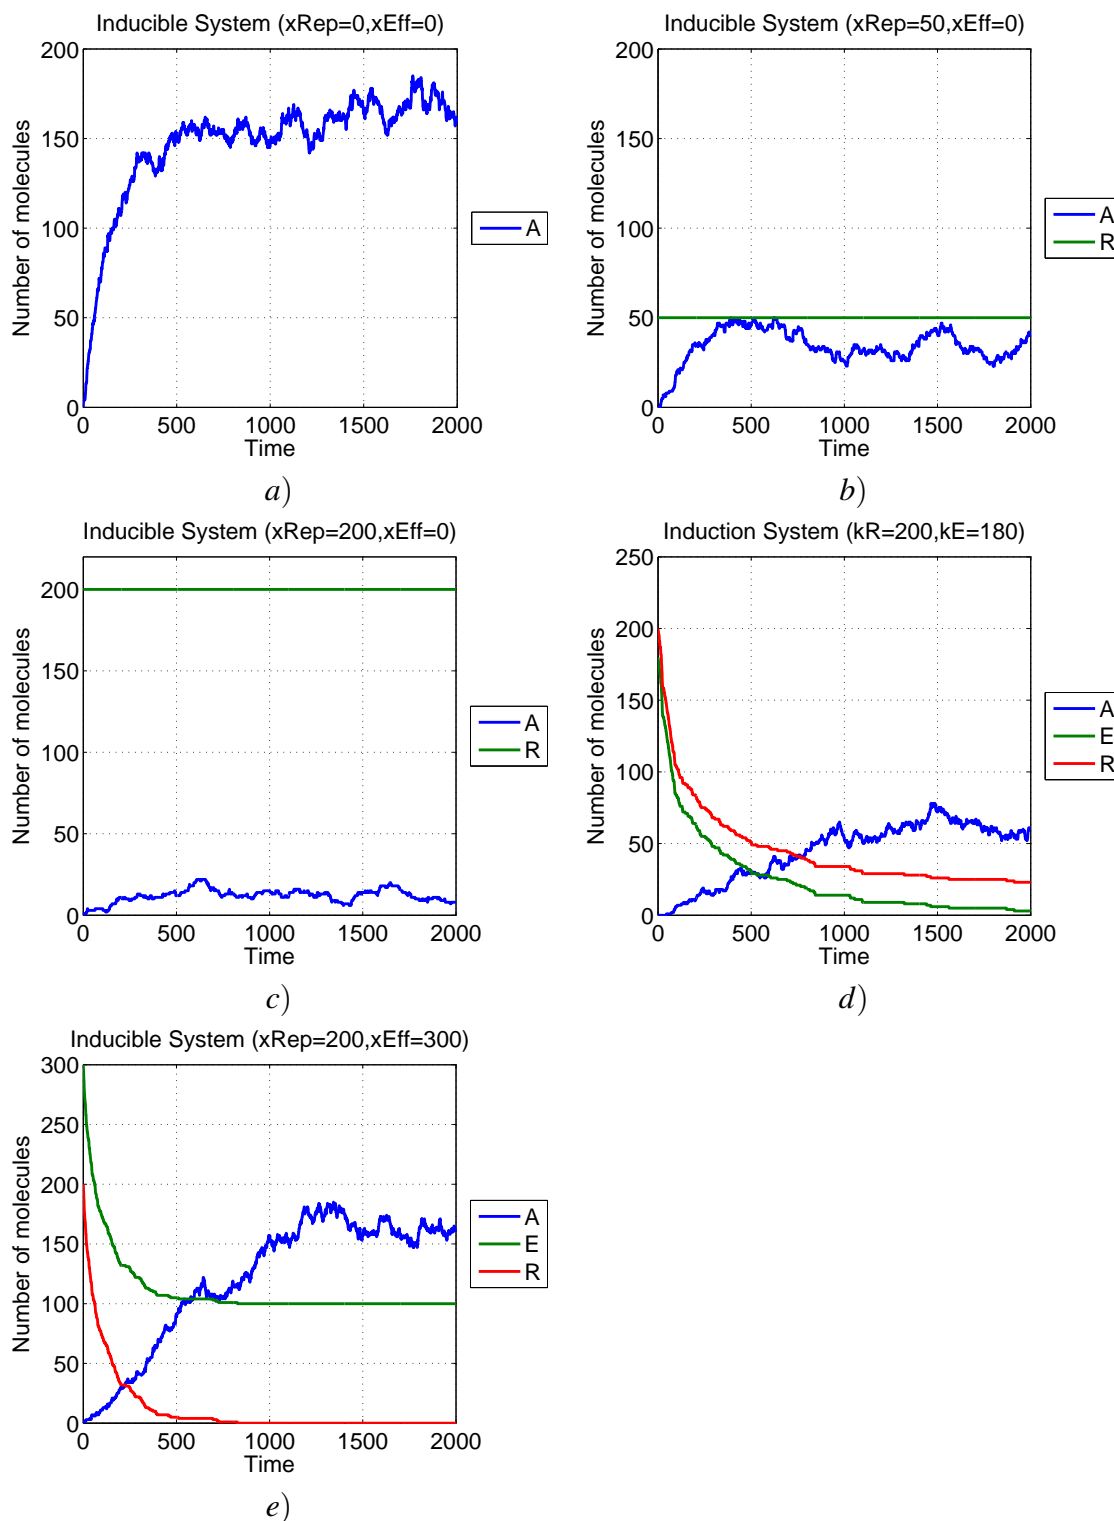 Inducible System (xRep=0,xEff=0)
Number of molecules
200
150
100
50
0
0 500 1000 1500 2000
Time
A
a)
Inducible System (xRep=50,xEff=0)
Number of molecules
200
150
100
50
0
0 500 1000 1500 2000
Time
A
R
b)
Inducible System (xRep=200,xEff=0)
Number of molecules
200
150
100
50
0
0 500 1000 1500 2000
Time
A
R
c)
Induction System (kR=200,kE=180)
Number of molecules
250
200
150
100
50
0
0 500 1000 1500 2000
Time
A
E
R
d)
Inducible System (xRep=200,xEff=300)
Number of molecules
300
250
200
150
100
50
0
0 500 1000 1500 2000
Time
A
E
R
e)